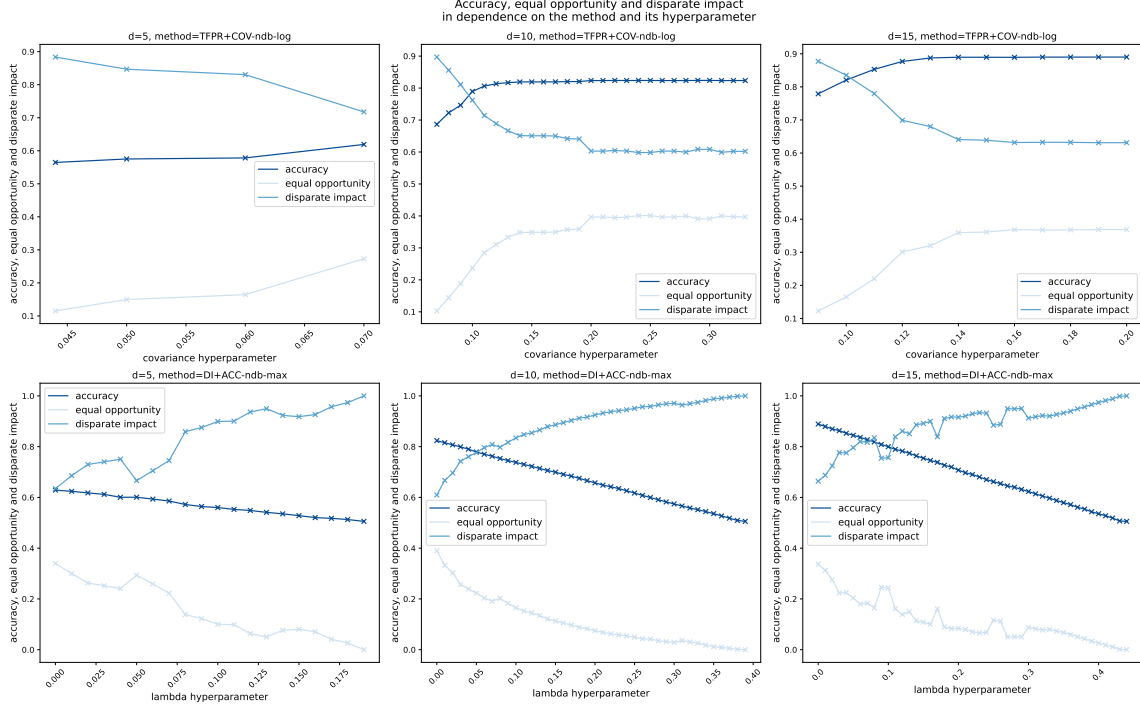 Accuracy, equal opportunity and disparate impact
in dependence on the method and its hyperparameter
d=5, method=TFPR+COV-ndb-log
accuracy, equal opportunity and disparate impact
0.9
0.8
0.7
0.6
0.5
0.4
0.3
0.2
0.1
accuracy
equal opportunity
disparate impact
0.045
0.050
0.055
0.060
0.065
0.070
covariance hyperparameter
d=10, method=TFPR+COV-ndb-log
accuracy, equal opportunity and disparate impact
0.9
0.8
0.7
0.6
0.5
0.4
0.3
0.2
0.1
accuracy
equal opportunity
disparate impact
0.10
0.15
0.20
0.25
0.30
covariance hyperparameter
d=15, method=TFPR+COV-ndb-log
accuracy, equal opportunity and disparate impact
0.9
0.8
0.7
0.6
0.5
0.4
0.3
0.2
0.1
accuracy
equal opportunity
disparate impact
0.10
0.12
0.14
0.16
0.18
0.20
covariance hyperparameter
d=5, method=DI+ACC-ndb-max
accuracy, equal opportunity and disparate impact
1.0
0.8
0.6
0.4
0.2
0.0
accuracy
equal opportunity
disparate impact
0.000
0.025
0.050
0.075
0.100
0.125
0.150
0.175
lambda hyperparameter
d=10, method=DI+ACC-ndb-max
accuracy, equal opportunity and disparate impact
1.0
0.8
0.6
0.4
0.2
0.0
accuracy
equal opportunity
disparate impact
0.00
0.05
0.10
0.15
0.20
0.25
0.30
0.35
0.40
lambda hyperparameter
d=15, method=DI+ACC-ndb-max
accuracy, equal opportunity and disparate impact
1.0
0.8
0.6
0.4
0.2
0.0
accuracy
equal opportunity
disparate impact
0.0
0.1
0.2
0.3
0.4
lambda hyperparameter